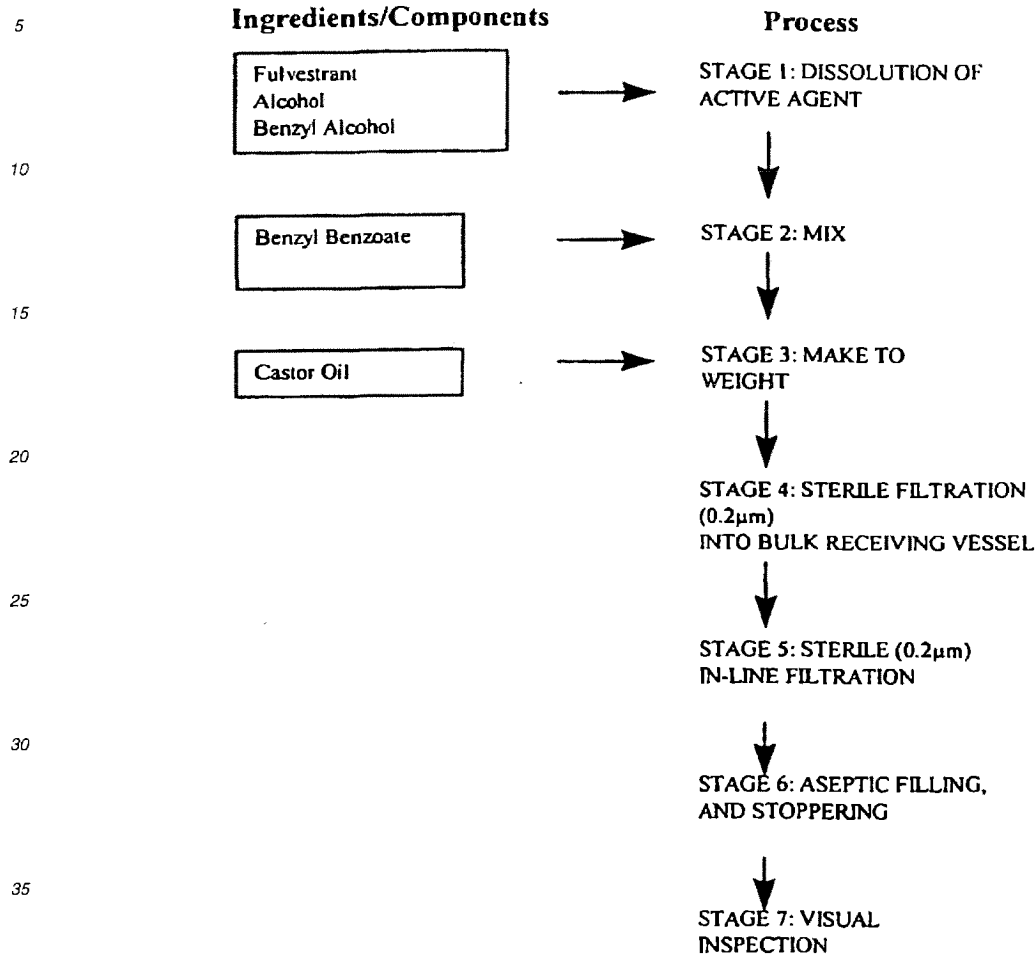 5
Ingredients/Components
Process
Fulvestrant
Alcohol
Benzyl Alcohol
STAGE 1: DISSOLUTION OF
ACTIVE AGENT
10
Benzyl Benzoate
STAGE 2: MIX
15
Castor Oil
STAGE 3: MAKE TO
WEIGHT
20
STAGE 4: STERILE FILTRATION
(0.2µm)
INTO BULK RECEIVING VESSEL
25
STAGE 5: STERILE (0.2µm)
IN-LINE FILTRATION
30
STAGE 6: ASEPTIC FILLING,
AND STOPPERING
35
STAGE 7: VISUAL
INSPECTION